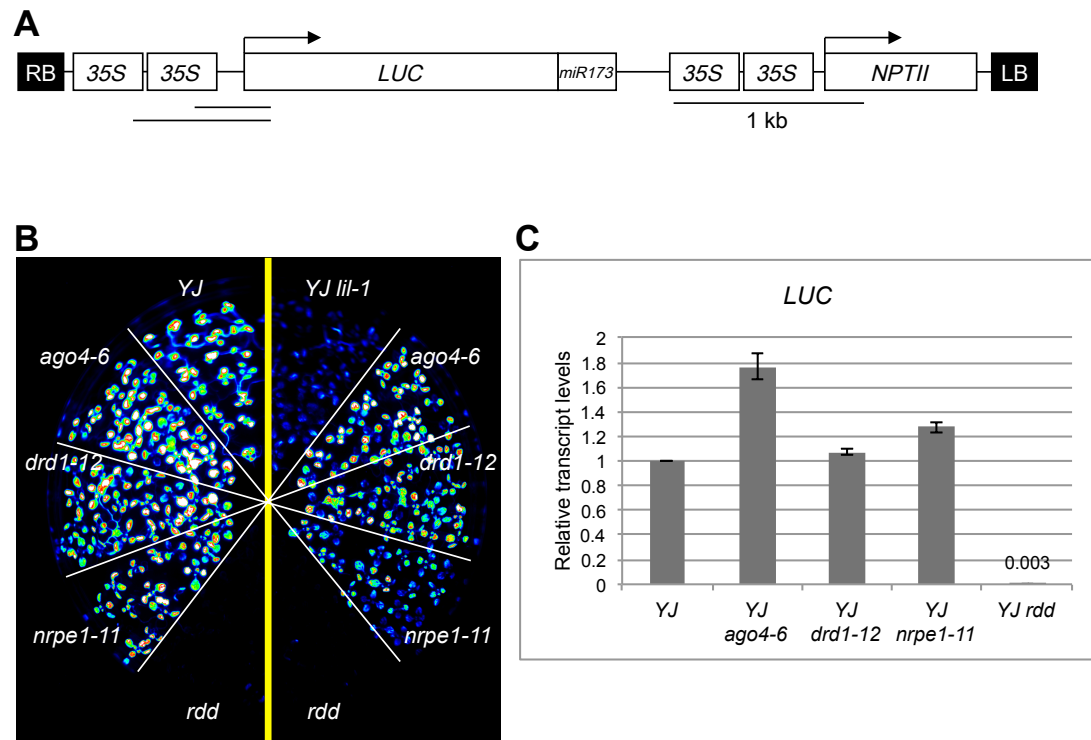 A
RB 35S 35S LUC miR173 35S 35S NPTII LB
1 kb
B
YJ YJ lil-1
ago4-6 ago4-6
drd1-12 drd1-12
nrpe1-11 nrpe1-11
rdd rdd
C
LUC
Relative transcript levels
2
1.8
1.6
1.4
1.2
1
0.8
0.6
0.4
0.2
0
0.003
YJ YJ YJ YJ YJ rdd
ago4-6 drd1-12 nrpe1-11